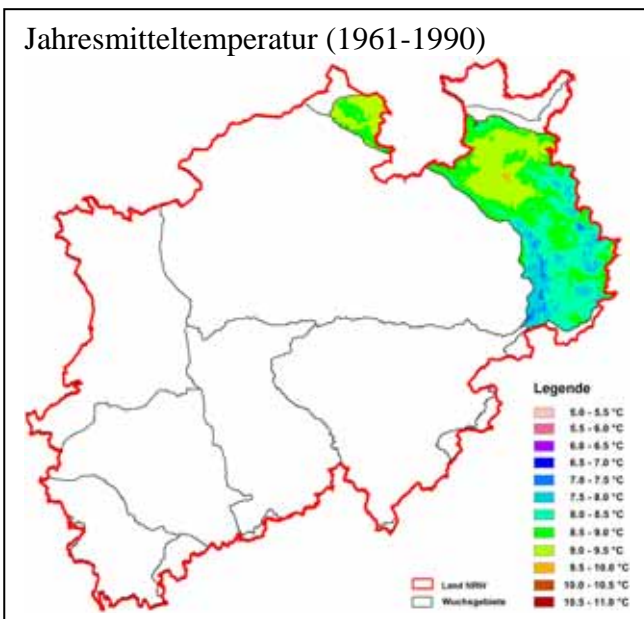 Jahresmitteltemperatur (1961-1990)
Legende
5.0 - 5.5 °C
5.5 - 6.0 °C
6.0 - 6.5 °C
6.5 - 7.0 °C
7.0 - 7.5 °C
7.5 - 8.0 °C
8.0 - 8.5 °C
8.5 - 9.0 °C
9.0 - 9.5 °C
9.5 - 10.0 °C
10.0 - 10.5 °C
10.5 - 11.0 °C
Land NRW
Wuchsgebiete